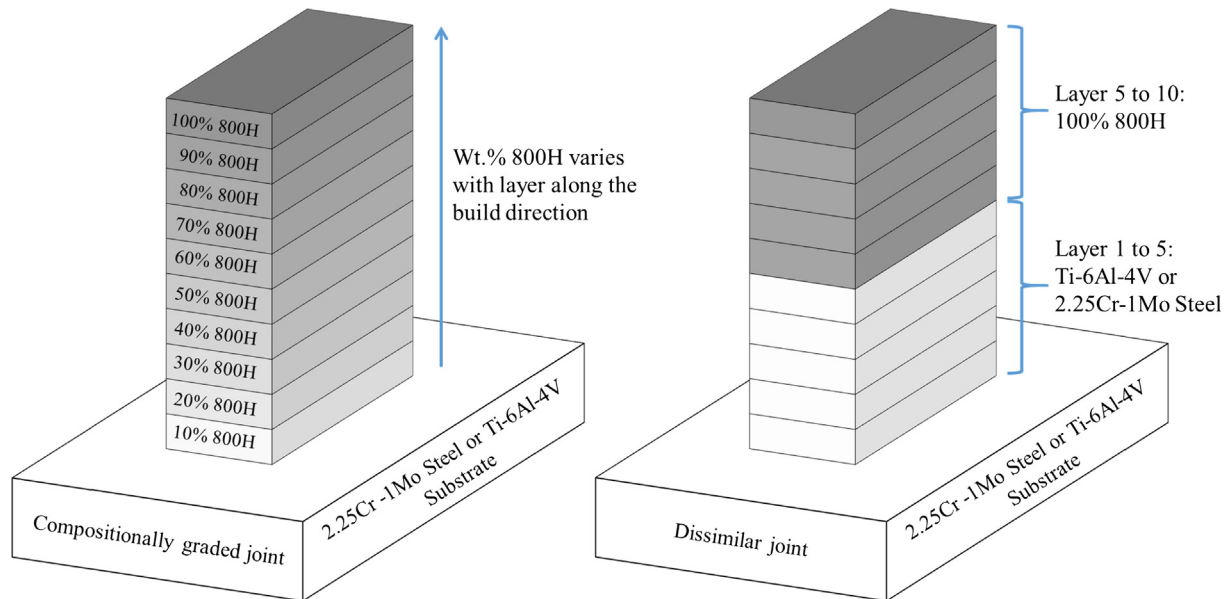 100% 800H
90% 800H
80% 800H
70% 800H
60% 800H
50% 800H
40% 800H
30% 800H
20% 800H
10% 800H
Wt.% 800H varies
with layer along the
build direction
Compositionally graded joint
2.25Cr -1Mo Steel or Ti-6Al-4V
Substrate
Layer 5 to 10:
100% 800H
Layer 1 to 5:
Ti-6Al-4V or
2.25Cr-1Mo Steel
Dissimilar joint
2.25Cr -1Mo Steel or Ti-6Al-4V
Substrate